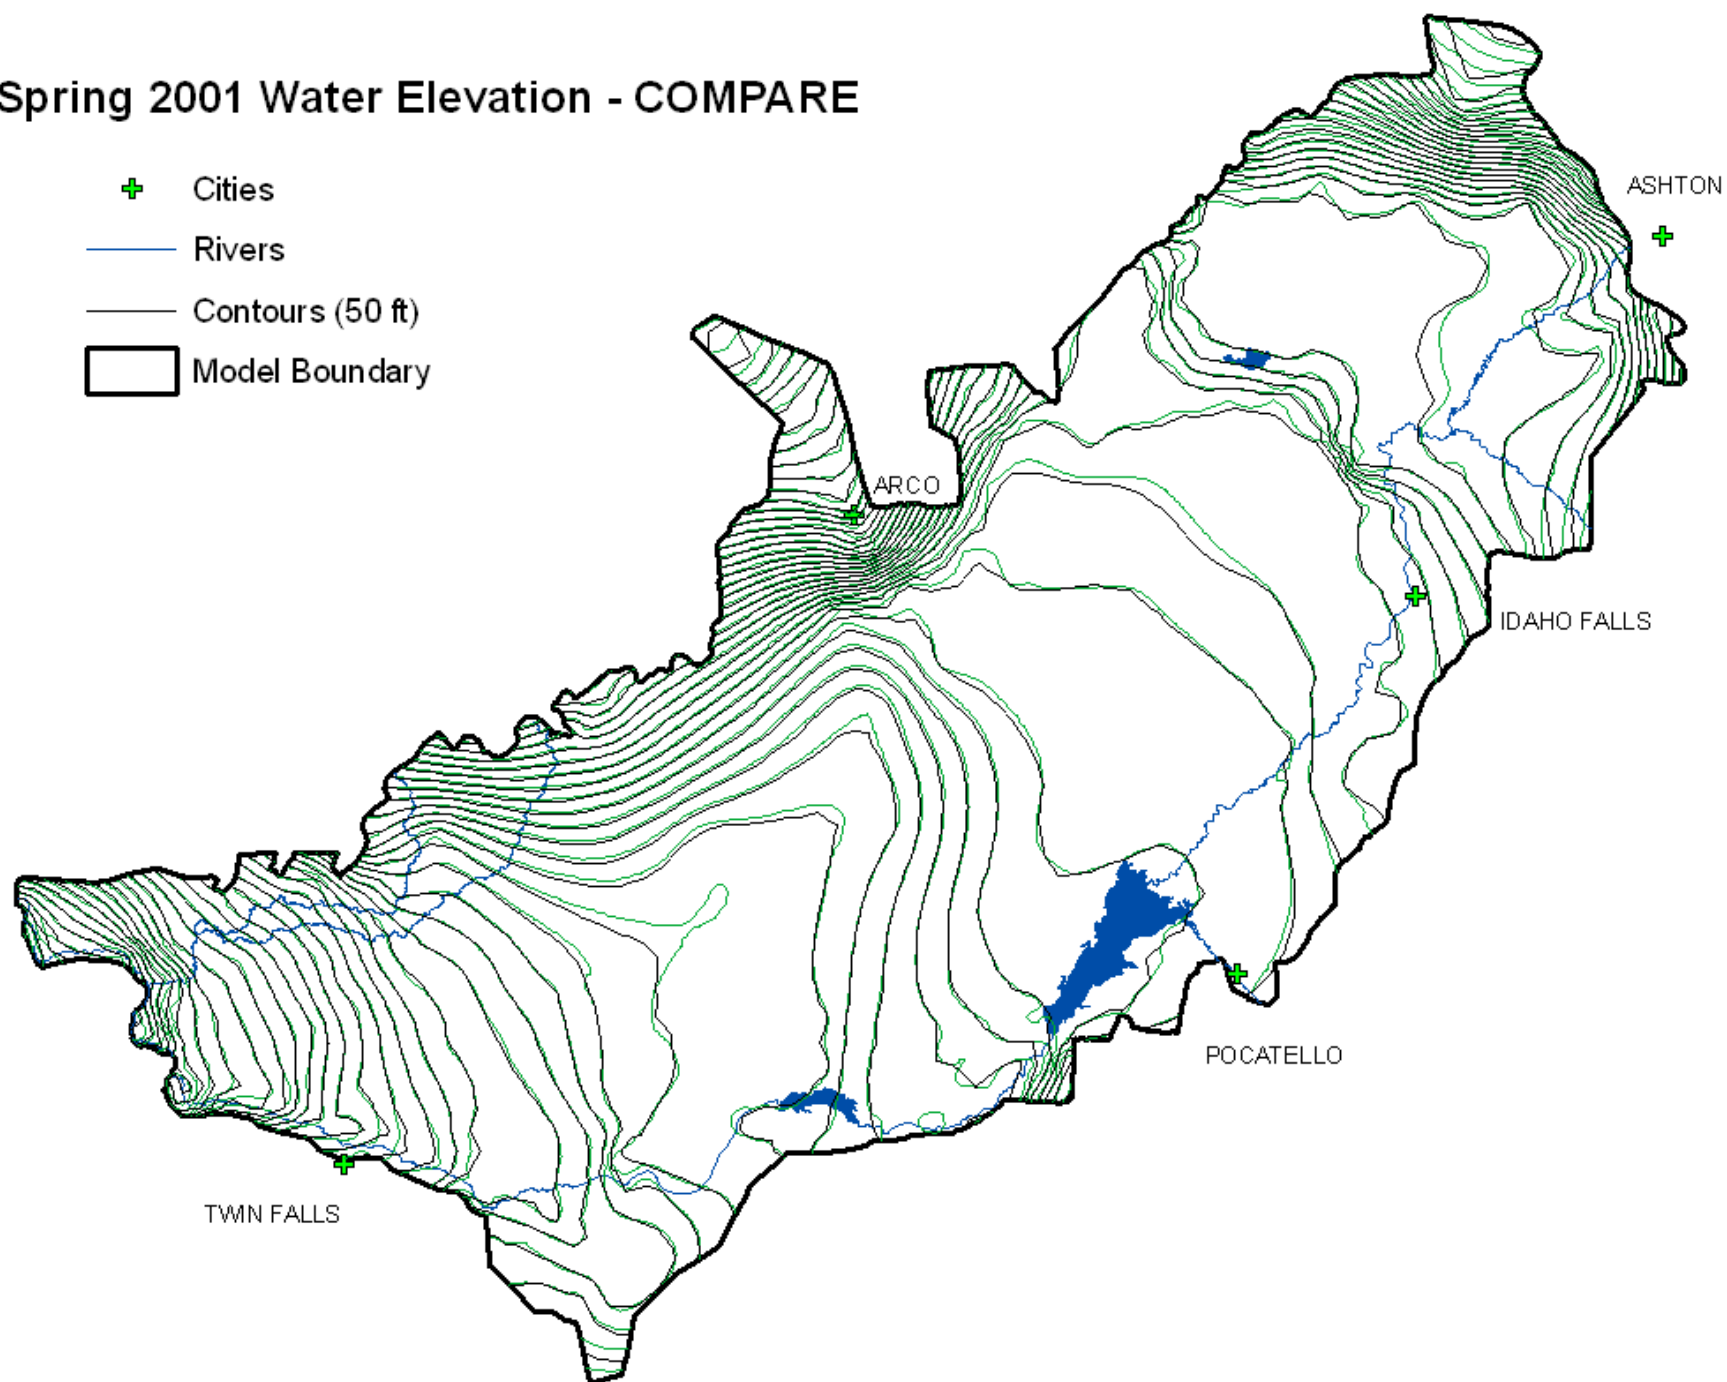 Spring 2001 Water Elevation - COMPARE
Cities
Rivers
Contours (50 ft)
Model Boundary
ASHTON
ARCO
IDAHO FALLS
POCATELLO
TWIN FALLS